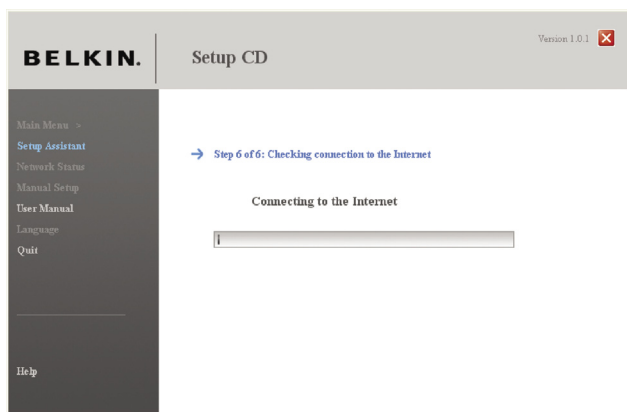 Version 1.0.1
BELKIN.
Setup CD
Main Menu >
Setup Assistant
Network Status
Manual Setup
User Manual
Language
Quit
Help
Step 6 of 6: Checking connection to the Internet
Connecting to the Internet